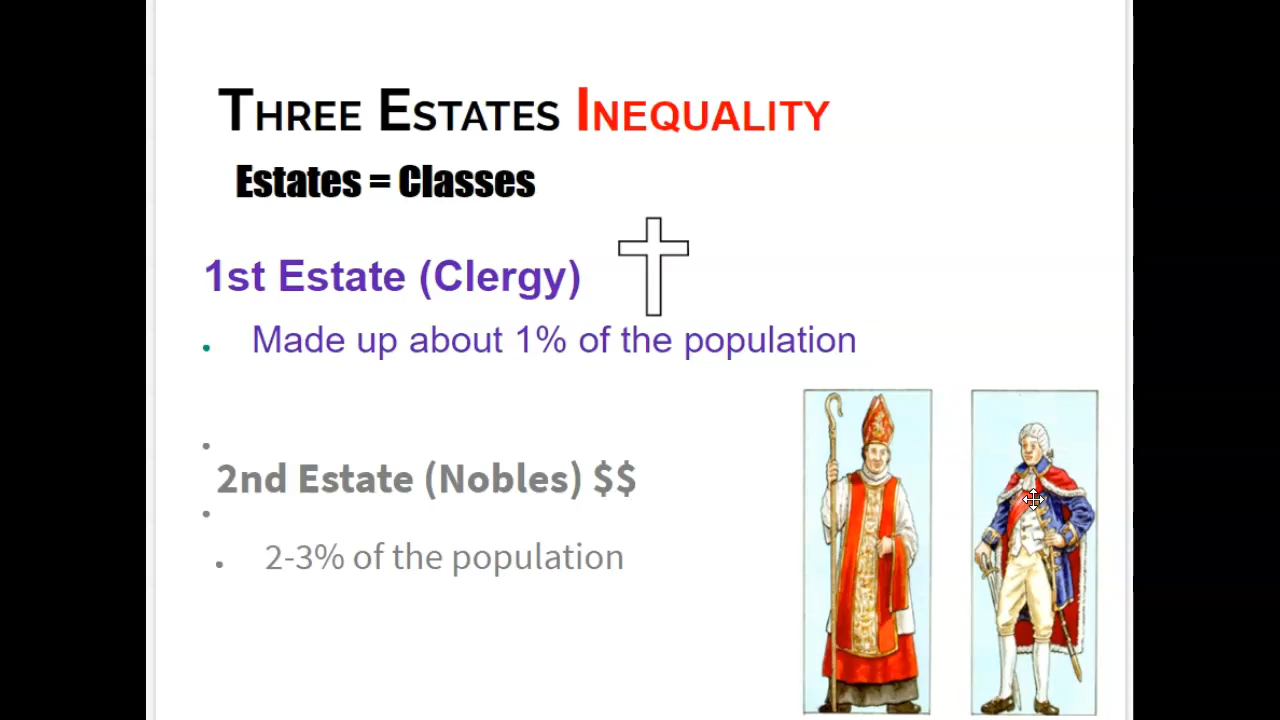 Three Estates Inequality
Estates = Classes
1st Estate (Clergy)
• Made up about 1% of the population
•
2nd Estate (Nobles) $$
•
• 2-3% of the population